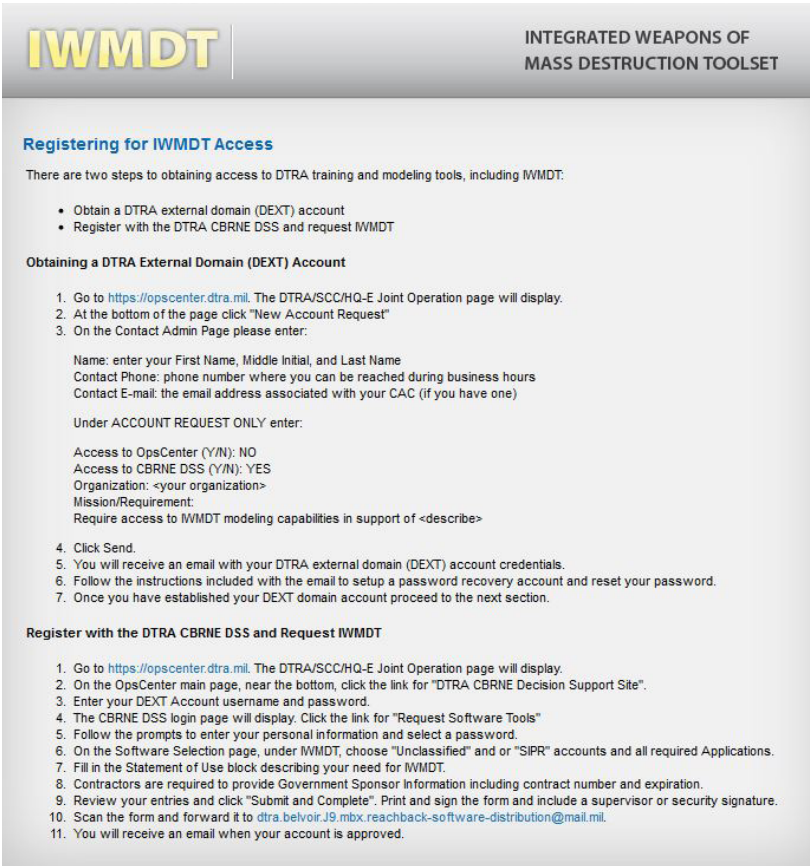 IWMDT
INTEGRATED WEAPONS OF
MASS DESTRUCTION TOOLSET
Registering for IWMDT Access
There are two steps to obtaining access to DTRA training and modeling tools, including IWMDT:
• Obtain a DTRA external domain (DEXT) account
• Register with the DTRA CBRNE DSS and request IWMDT
Obtaining a DTRA External Domain (DEXT) Account
1. Go to https://opscenter.dtra.mil. The DTRA/SCC/HQ-E Joint Operation page will display.
2. At the bottom of the page click "New Account Request"
3. On the Contact Admin Page please enter:
Name: enter your First Name, Middle Initial, and Last Name
Contact Phone: phone number where you can be reached during business hours
Contact E-mail: the email address associated with your CAC (if you have one)
Under ACCOUNT REQUEST ONLY enter:
Access to OpsCenter (Y/N): NO
Access to CBRNE DSS (Y/N): YES
Organization: <your organization>
Mission/Requirement:
Require access to IWMDT modeling capabilities in support of <describe>
4. Click Send.
5. You will receive an email with your DTRA external domain (DEXT) account credentials.
6. Follow the instructions included with the email to setup a password recovery account and reset your password.
7. Once you have established your DEXT domain account proceed to the next section.
Register with the DTRA CBRNE DSS and Request IWMDT
1. Go to https://opscenter.dtra.mil. The DTRA/SCC/HQ-E Joint Operation page will display.
2. On the OpsCenter main page, near the bottom, click the link for "DTRA CBRNE Decision Support Site".
3. Enter your DEXT Account username and password.
4. The CBRNE DSS login page will display. Click the link for "Request Software Tools"
5. Follow the prompts to enter your personal information and select a password.
6. On the Software Selection page, under IWMDT, choose "Unclassified" and or "SIPR" accounts and all required Applications.
7. Fill in the Statement of Use block describing your need for IWMDT.
8. Contractors are required to provide Government Sponsor Information including contract number and expiration.
9. Review your entries and click "Submit and Complete". Print and sign the form and include a supervisor or security signature.
10. Scan the form and forward it to dtra.belvoir.J9.mbx.reachback-software-distribution@mail.mil.
11. You will receive an email when your account is approved.